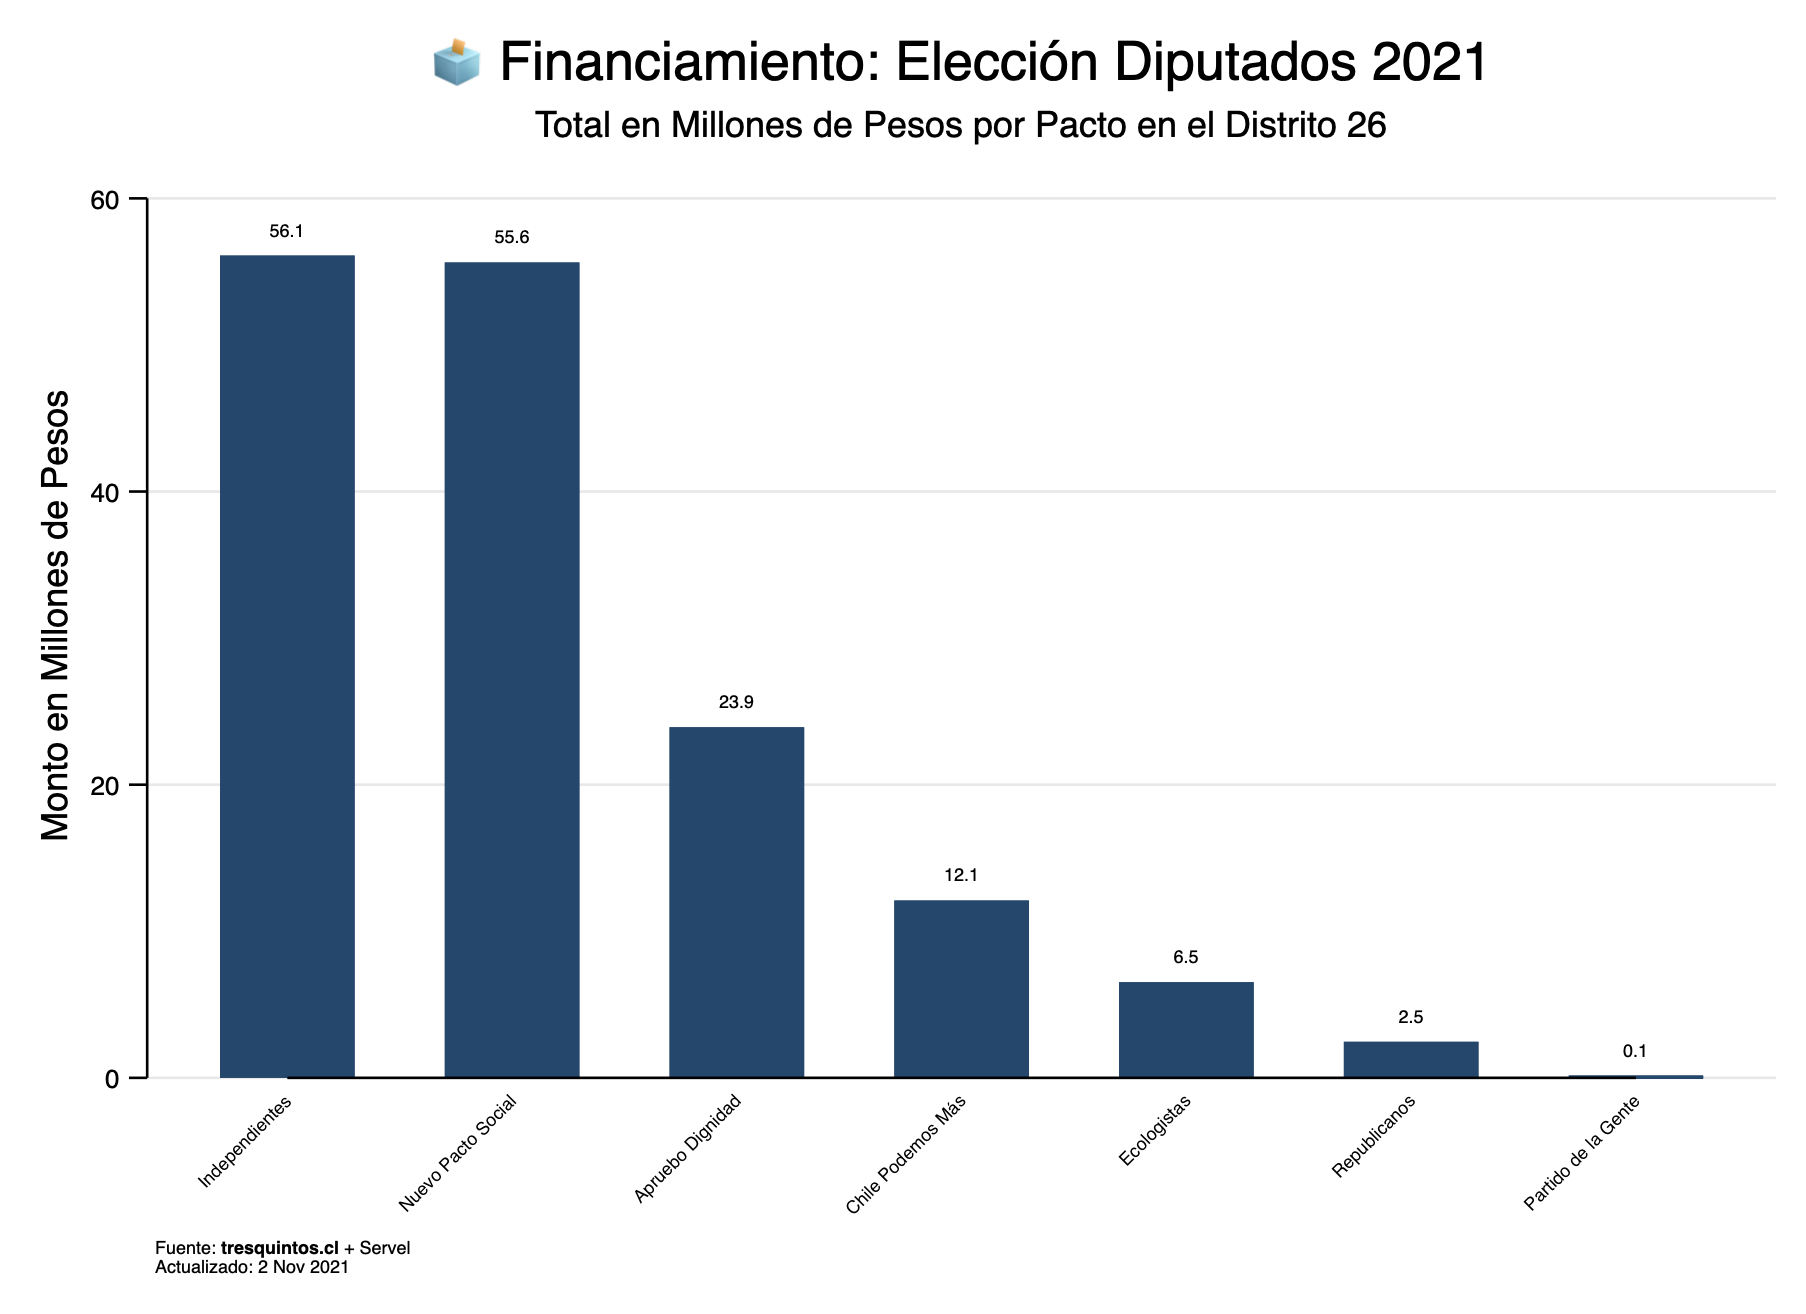 Financiamiento: Elección Diputados 2021
Total en Millones de Pesos por Pacto en el Distrito 26
Monto en Millones de Pesos
60
40
20
0
56.1
55.6
23.9
12.1
6.5
2.5
0.1
Independientes
Nuevo Pacto Social
Apruebo Dignidad
Chile Podemos Más
Ecologistas
Republicanos
Partido de la Gente
Fuente: tresquintos.cl + Servel
Actualizado: 2 Nov 2021